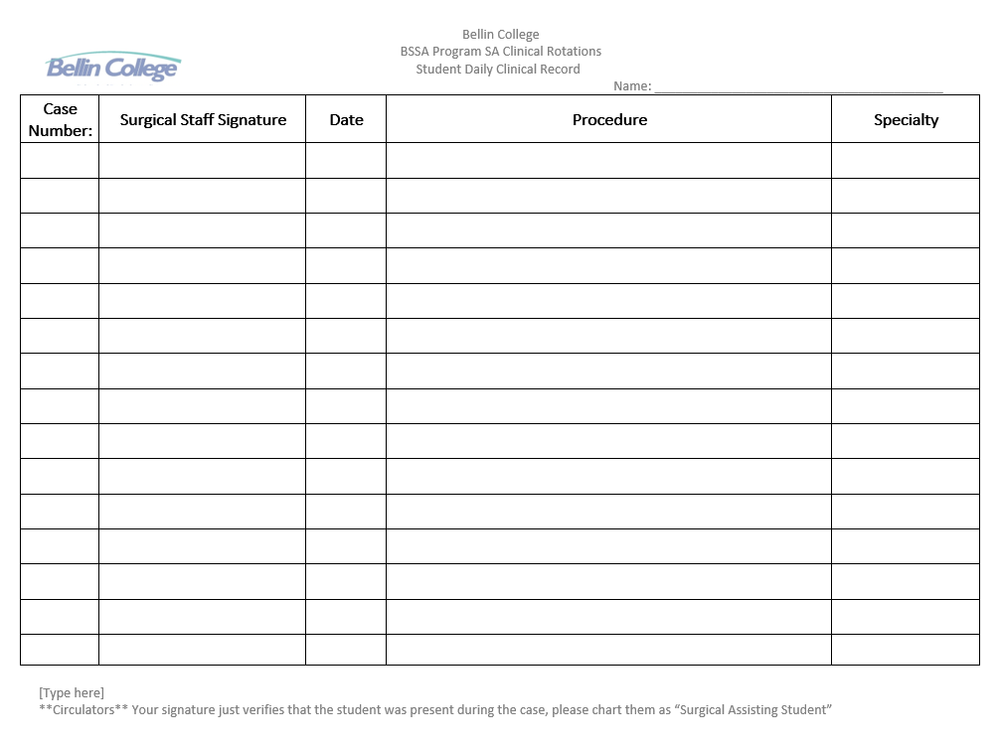 Bellin College
BSSA Program SA Clinical Rotations
Student Daily Clinical Record
Bellin College
Name: ___________________________________________
Case Number:
Surgical Staff Signature
Date
Procedure
Specialty
[Type here]
**Circulators** Your signature just verifies that the student was present during the case, please chart them as “Surgical Assisting Student”